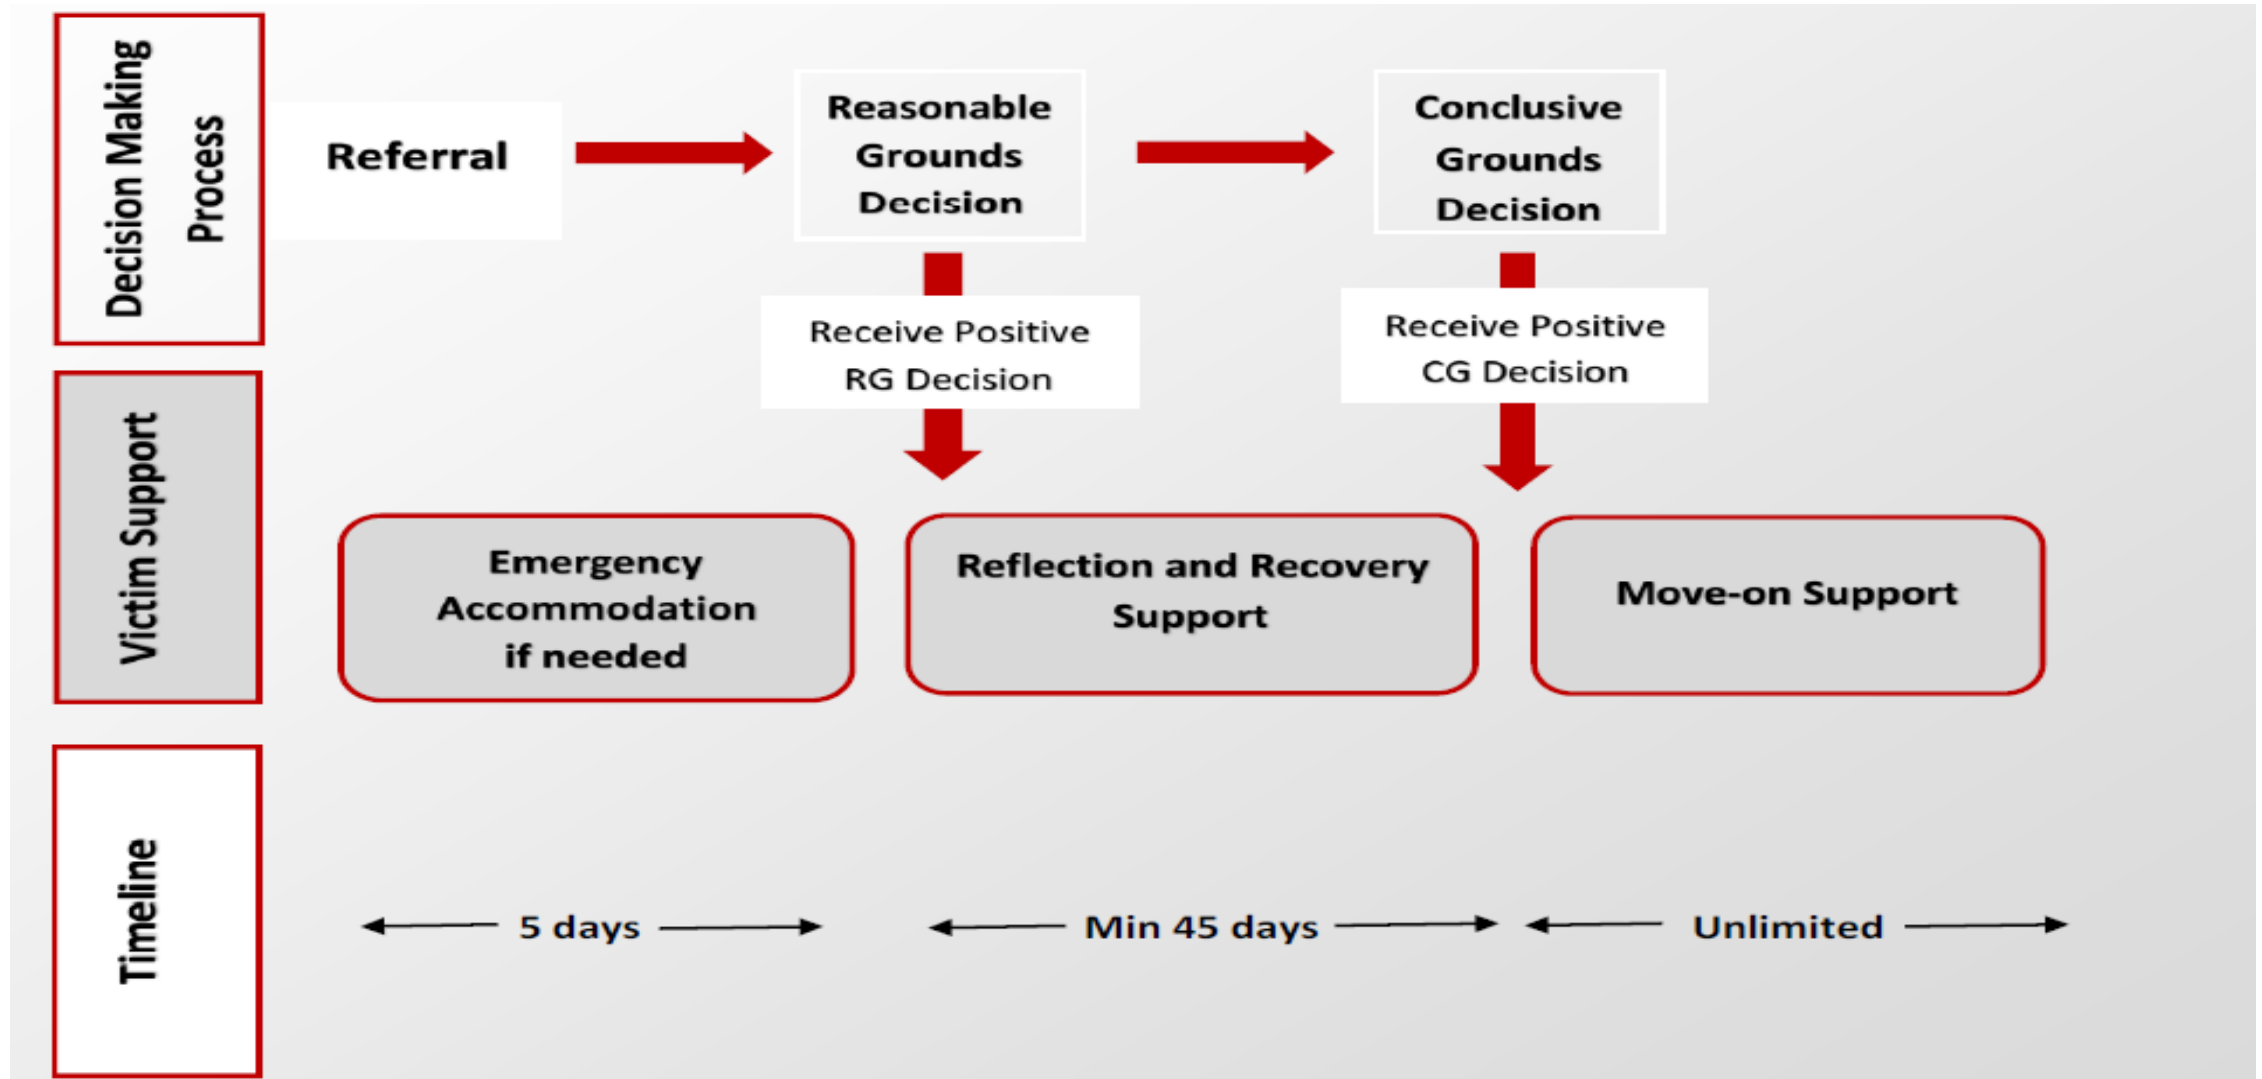 Decision Making
Process
Referral
Reasonable
Grounds
Decision
Conclusive
Grounds
Decision
Receive Positive
RG Decision
Receive Positive
CG Decision
Victim Support
Emergency
Accommodation
if needed
Reflection and Recovery
Support
Move-on Support
Timeline
5 days
Min 45 days
Unlimited